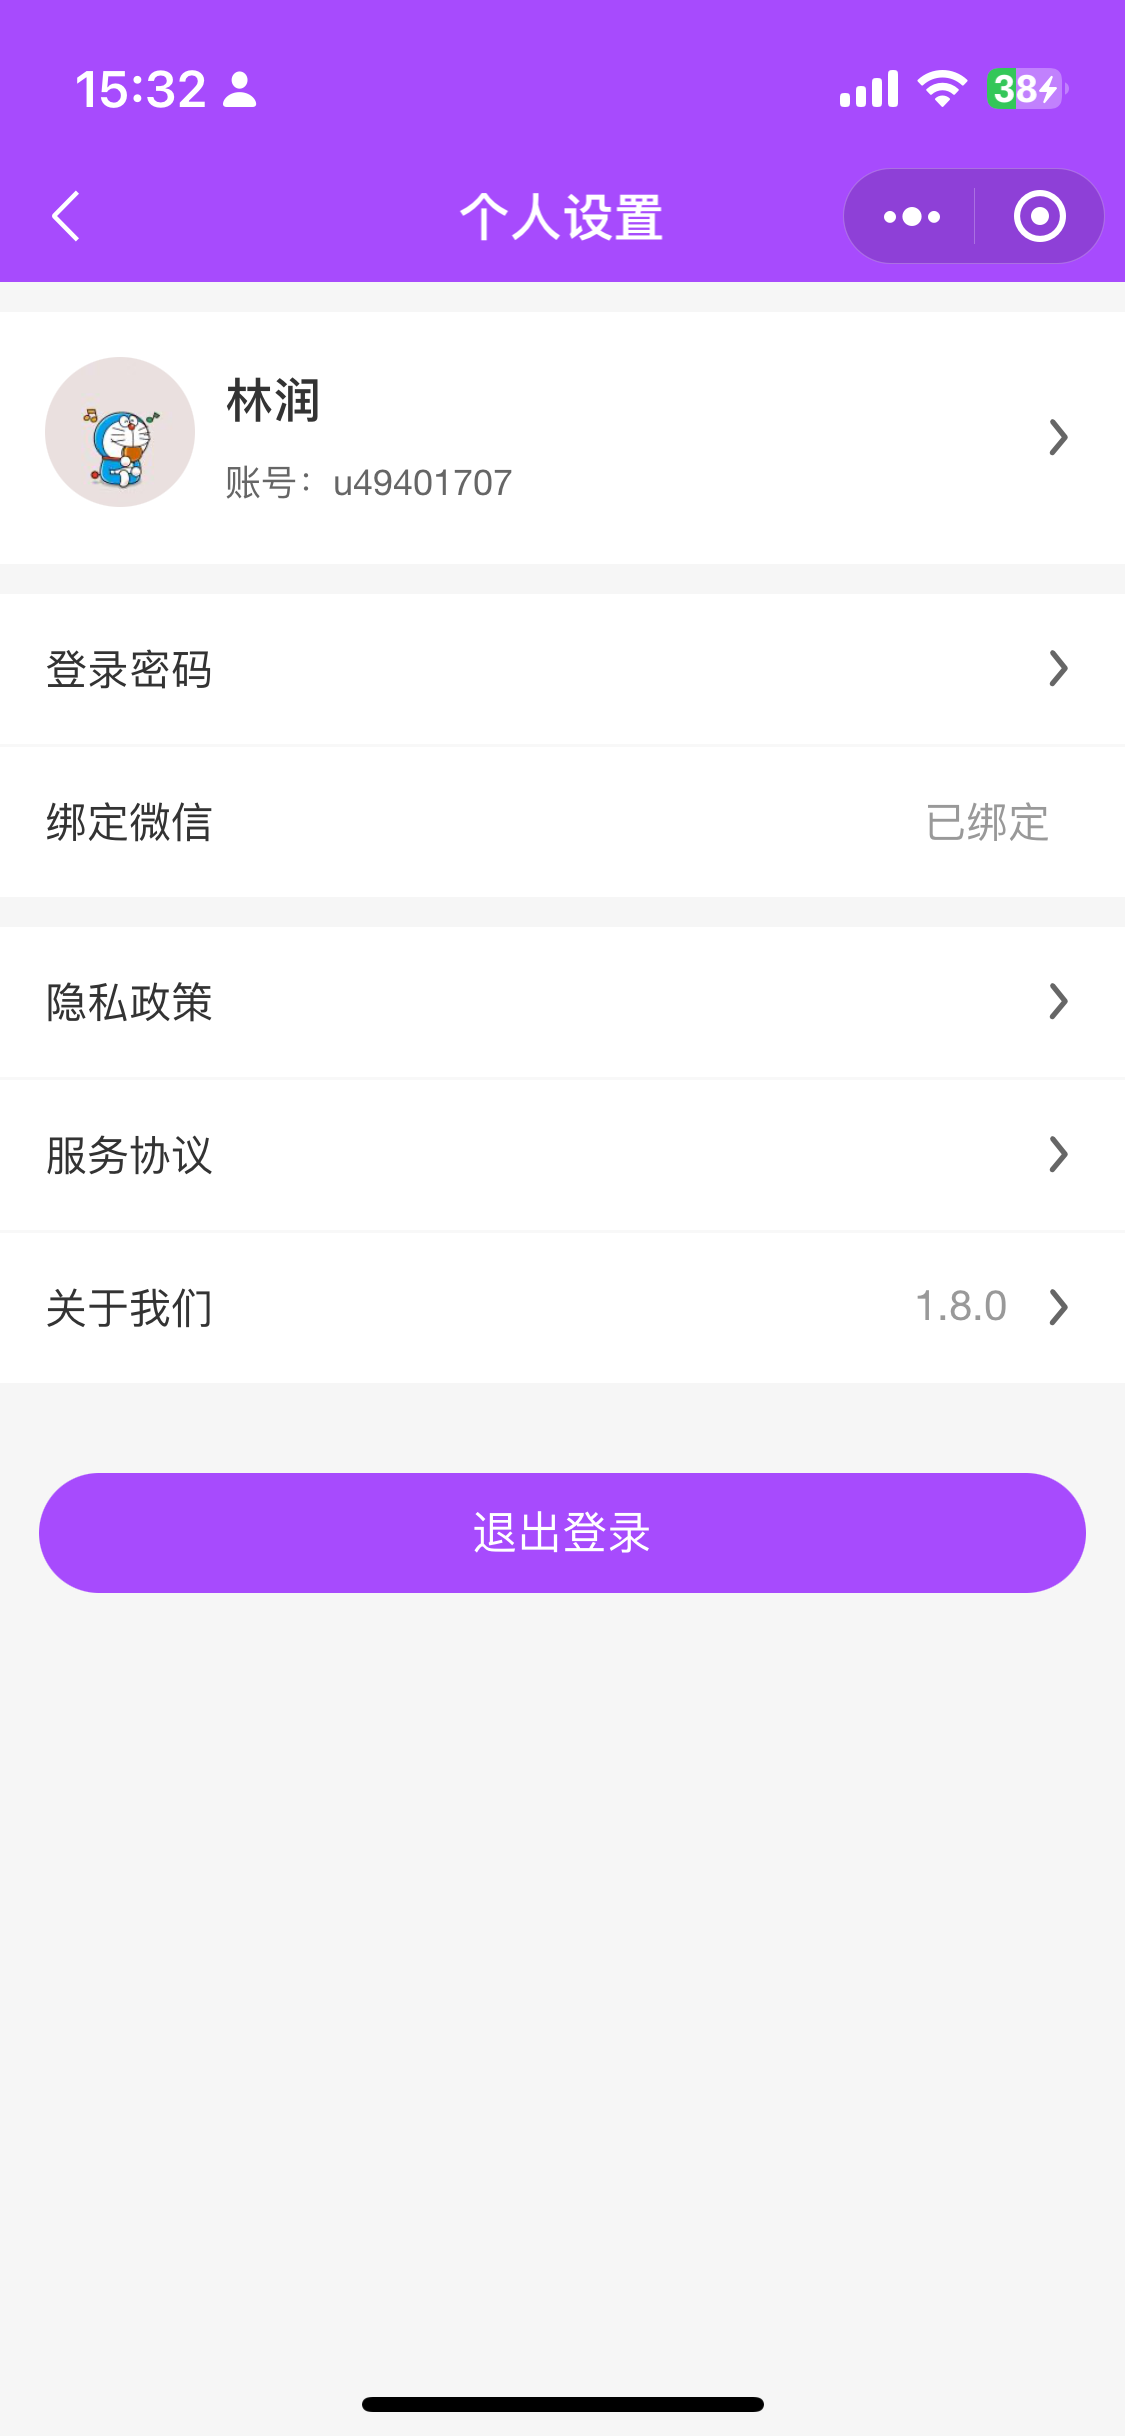 15:32
38
个人设置
林润
账号：u49401707
登录密码
绑定微信 已绑定
隐私政策
服务协议
关于我们 1.8.0
退出登录